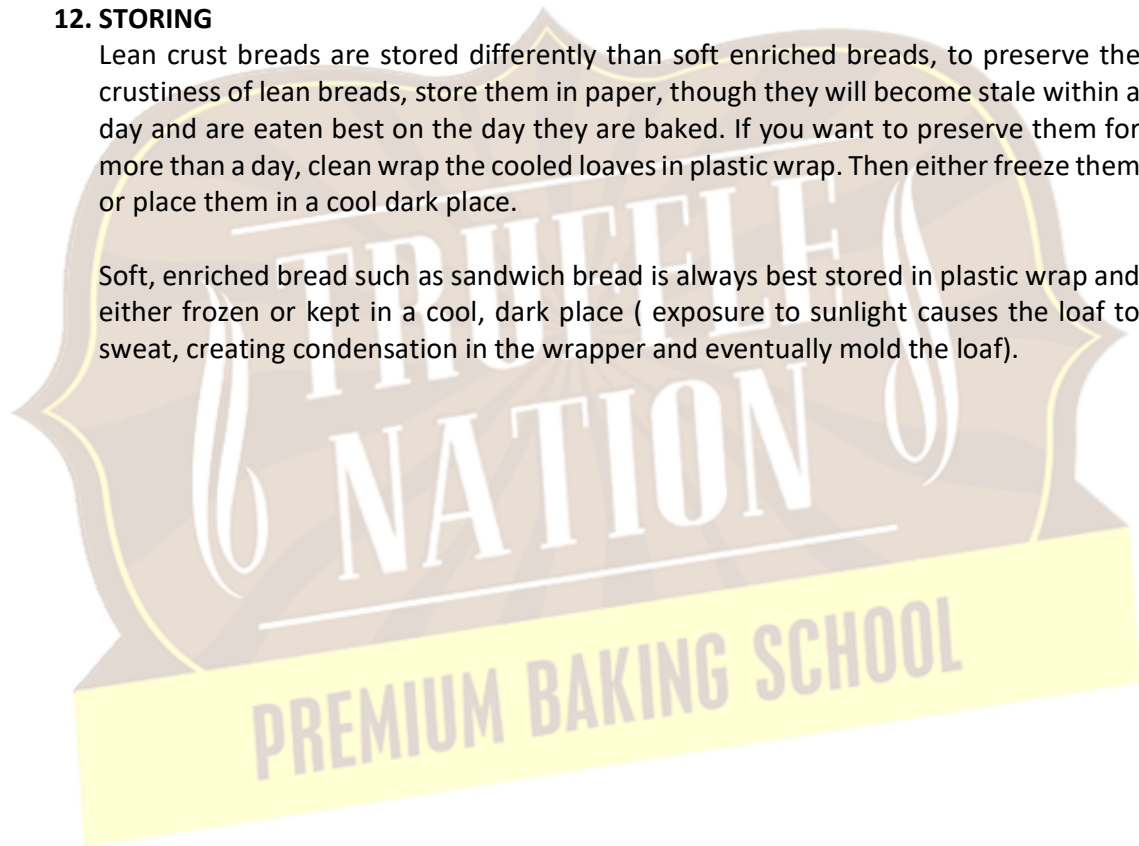 12. STORING
Lean crust breads are stored differently than soft enriched breads, to preserve the
crustiness of lean breads, store them in paper, though they will become stale within a
day and are eaten best on the day they are baked. If you want to preserve them for
more than a day, clean wrap the cooled loaves in plastic wrap. Then either freeze them
or place them in a cool dark place.
Soft, enriched bread such as sandwich bread is always best stored in plastic wrap and
either frozen or kept in a cool, dark place ( exposure to sunlight causes the loaf to
sweat, creating condensation in the wrapper and eventually mold the loaf).
TRUFFLE
NATION
PREMIUM BAKING SCHOOL